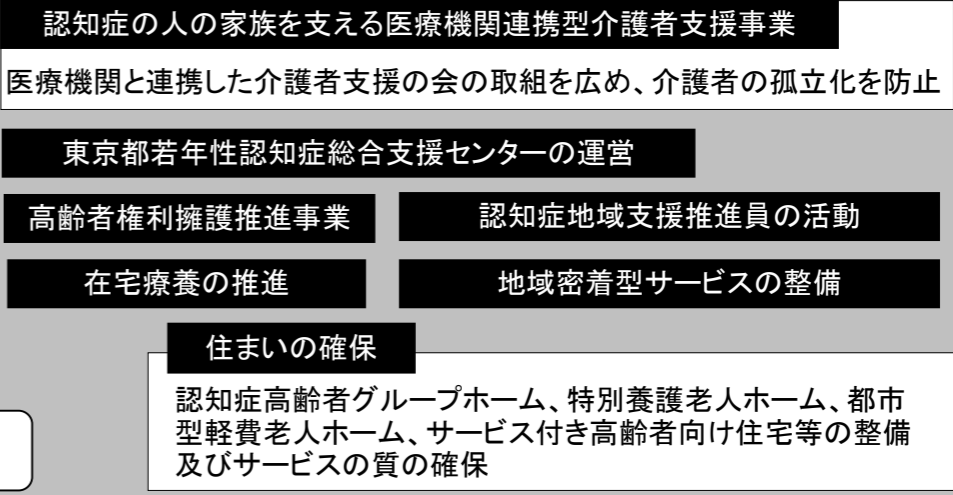 認知症の人の家族を支える医療機関連携型介護者支援事業
医療機関と連携した介護者支援の会の取組を広め、介護者の孤立化を防止
東京都若年性認知症総合支援センターの運営
高齢者権利擁護推進事業
認知症地域支援推進員の活動
在宅療養の推進
地域密着型サービスの整備
住まいの確保
認知症高齢者グループホーム、特別養護老人ホーム、都市
型軽費老人ホーム、サービス付き高齢者向け住宅等の整備
及びサービスの質の確保